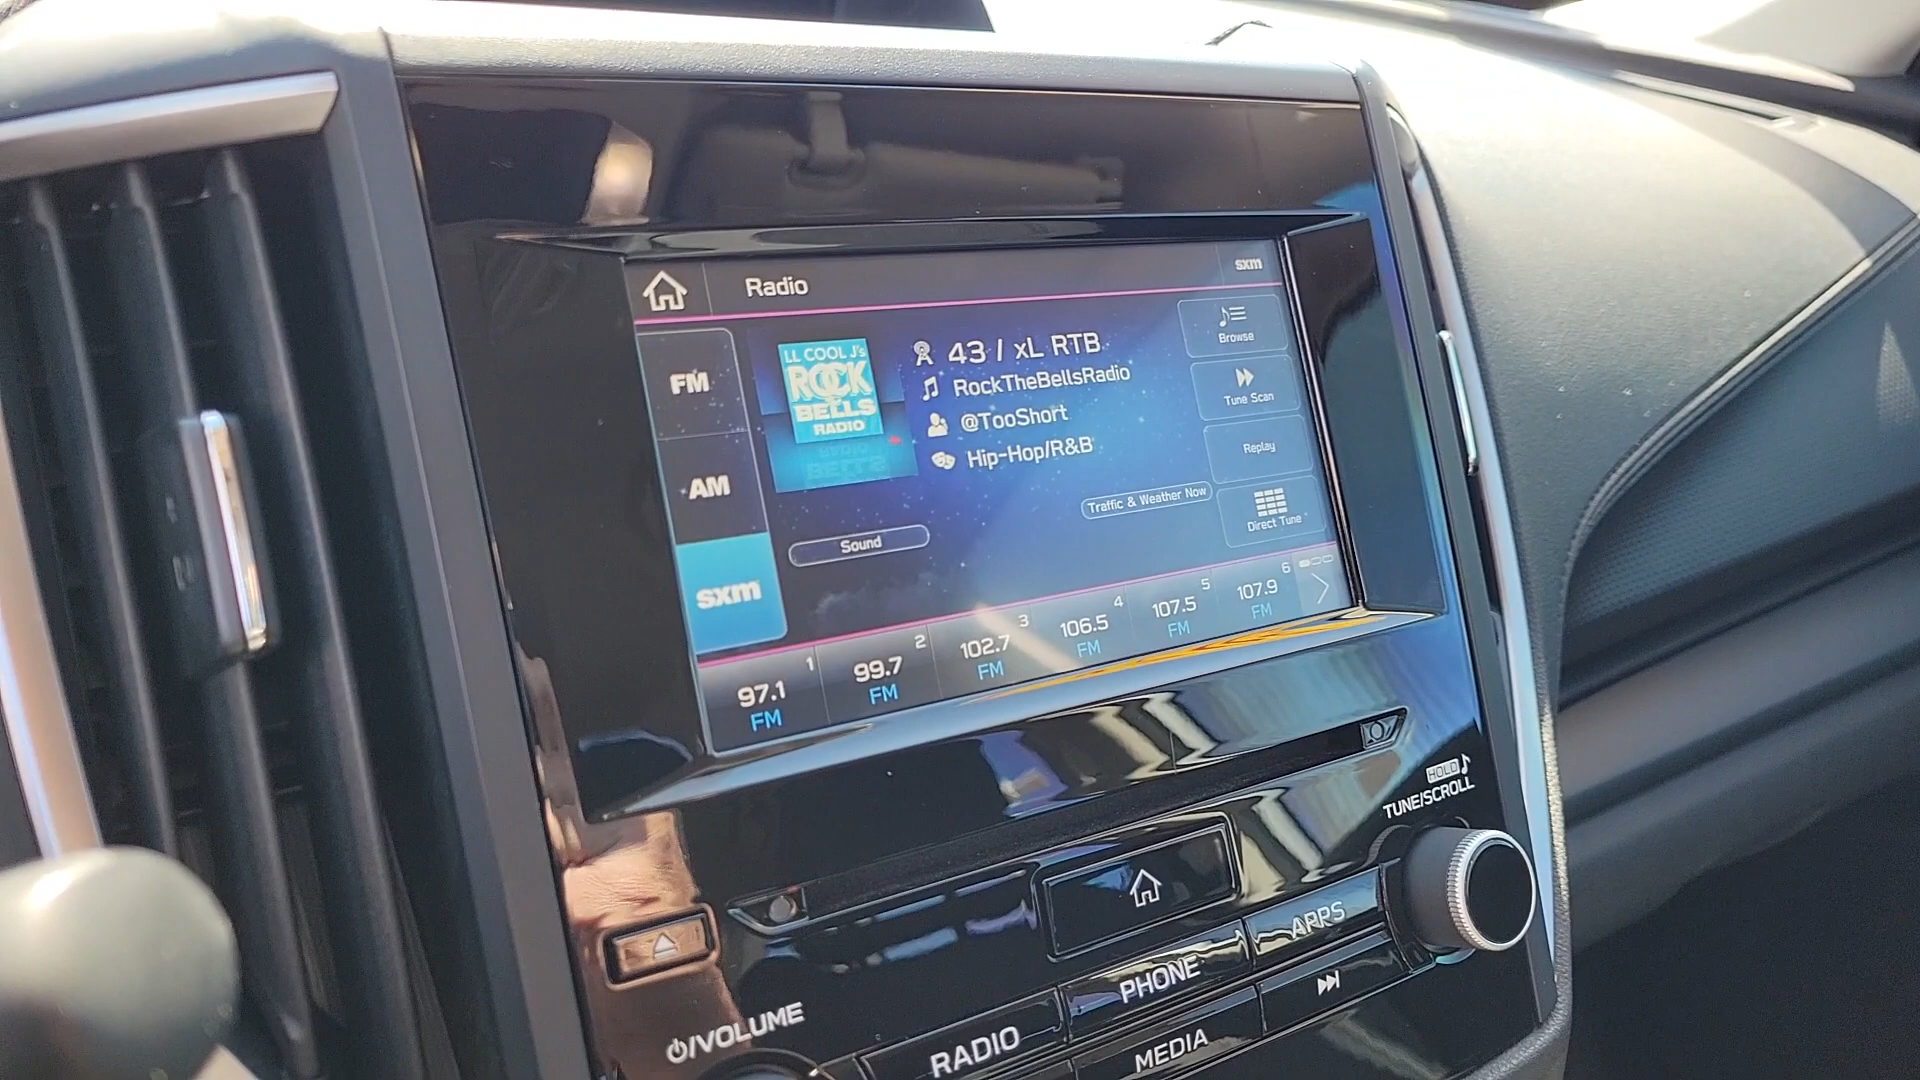 Radio
sxm
FM
AM
sxm
LL COOL J's
ROCK
BELLS
RADIO
43 / xL RTB
RockTheBellsRadio
@TooShort
Hip-Hop/R&B
Browse
Tune Scan
Replay
Direct Tune
Traffic & Weather Now
Sound
1
97.1
FM
2
99.7
FM
3
102.7
FM
4
106.5
FM
5
107.5
FM
6
107.9
FM
HOLD
TUNE/SCROLL
APPS
PHONE
RADIO
MEDIA
/VOLUME